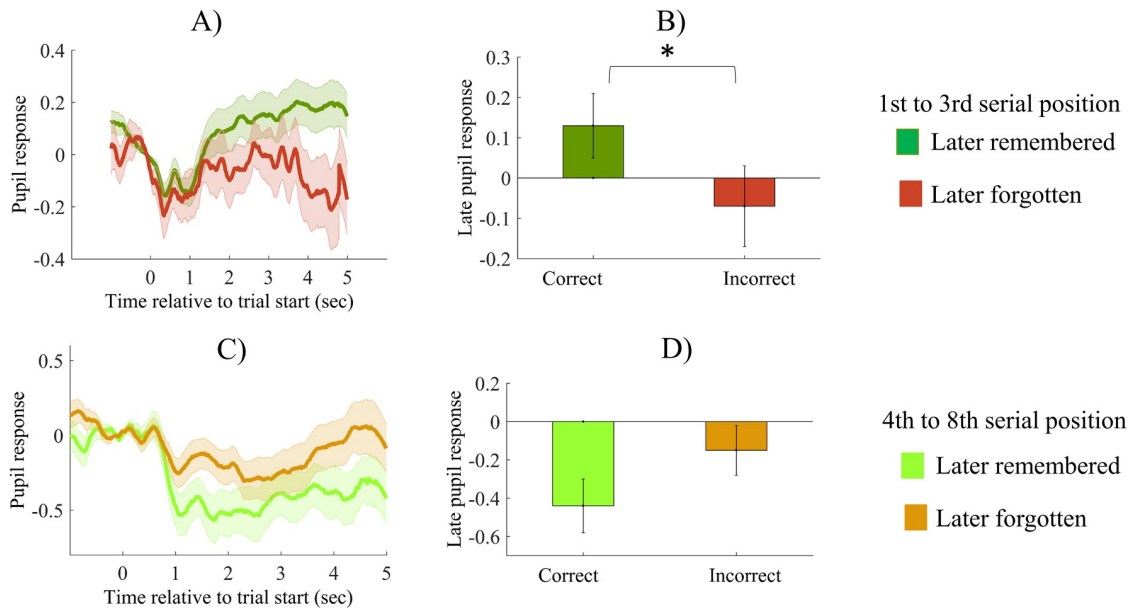 A)
Pupil response
0.4
0.2
0
-0.2
-0.4
0 1 2 3 4 5
Time relative to trial start (sec)
B)
*
Late pupil response
0.3
0.2
0.1
0
-0.1
-0.2
Correct Incorrect
1st to 3rd serial position
Later remembered
Later forgotten
C)
Pupil response
0.5
0
-0.5
0 1 2 3 4 5
Time relative to trial start (sec)
D)
Late pupil response
0.2
0
-0.2
-0.4
-0.6
Correct Incorrect
4th to 8th serial position
Later remembered
Later forgotten